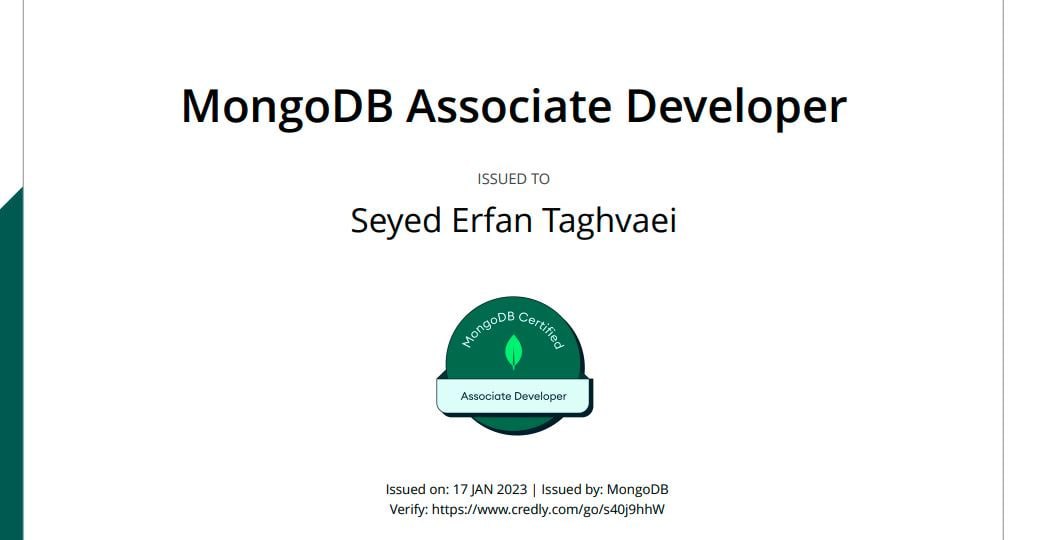 MongoDB Associate Developer
ISSUED TO
Seyed Erfan Taghvaei
MongoDB Certified
Associate Developer
Issued on: 17 JAN 2023 | Issued by: MongoDB
Verify: https://www.credly.com/go/s40j9hhW